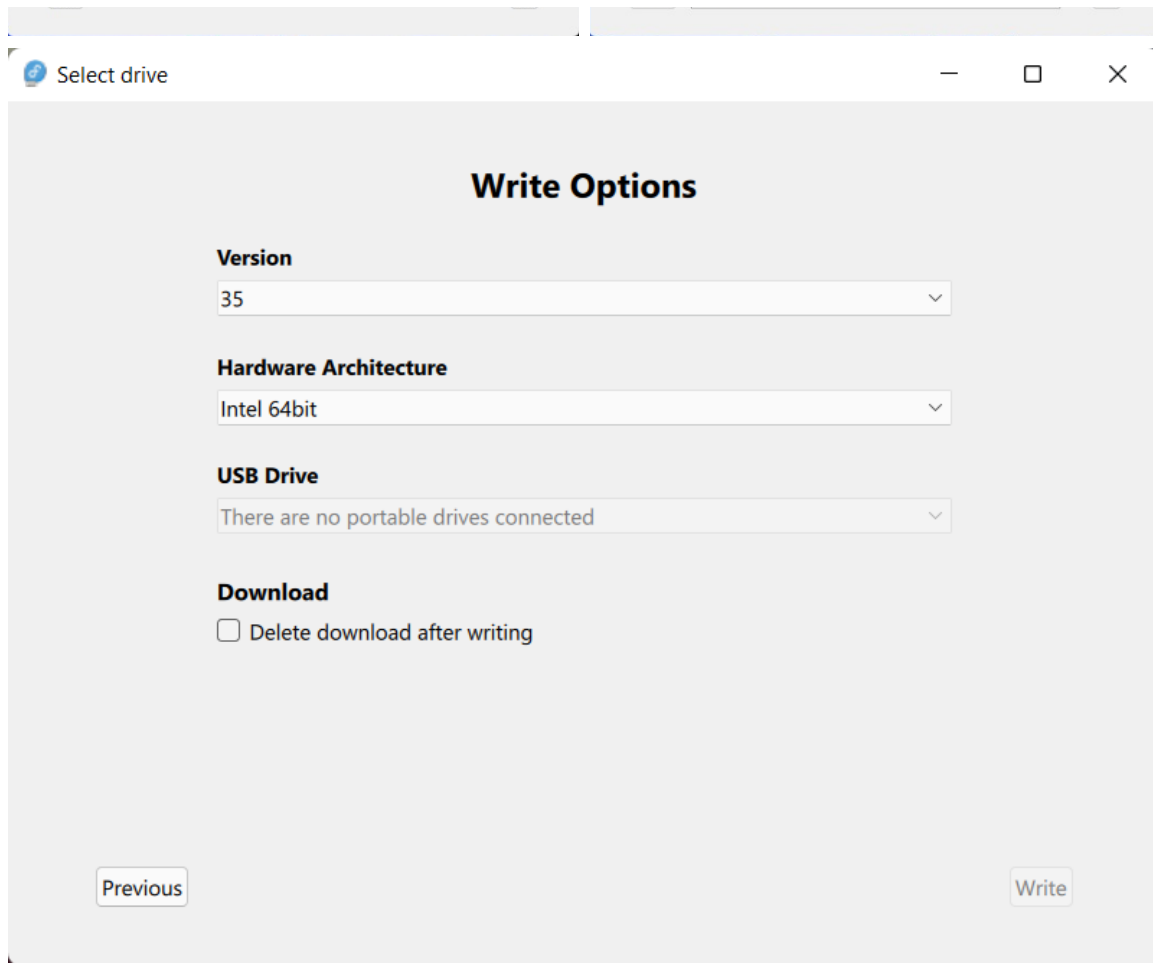 Select drive
Write Options
Version
35
Hardware Architecture
Intel 64bit
USB Drive
There are no portable drives connected
Download
Delete download after writing
Previous
Write